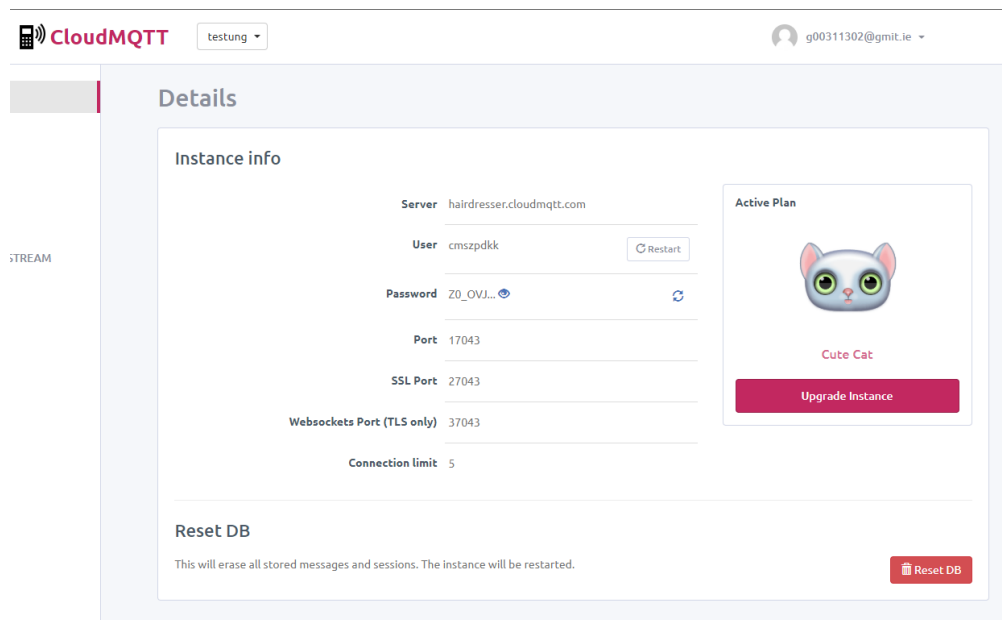 CloudMQTT
testung
g00311302@gmit.ie
Details
Instance info
Server hairdresser.cloudmqtt.com
User cmszpdkk Restart
Password Z0_OVJ...
Port 17043
SSL Port 27043
Websockets Port (TLS only) 37043
Connection limit 5
Active Plan
Cute Cat
Upgrade Instance
STREAM
Reset DB
This will erase all stored messages and sessions. The instance will be restarted.
Reset DB